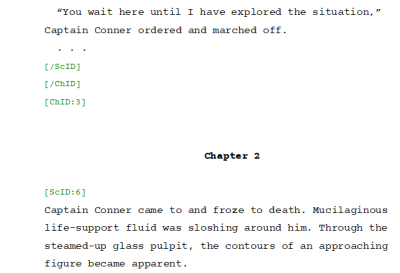 “You wait here until I have explored the situation,”
Captain Conner ordered and marched off.
. . .
[/ScID]
[/ChID]
[ChID:3]
Chapter 2
[ScID:6]
Captain Conner came to and froze to death. Mucilaginous
life-support fluid was sloshing around him. Through the
steamed-up glass pulpit, the contours of an approaching
figure became apparent.